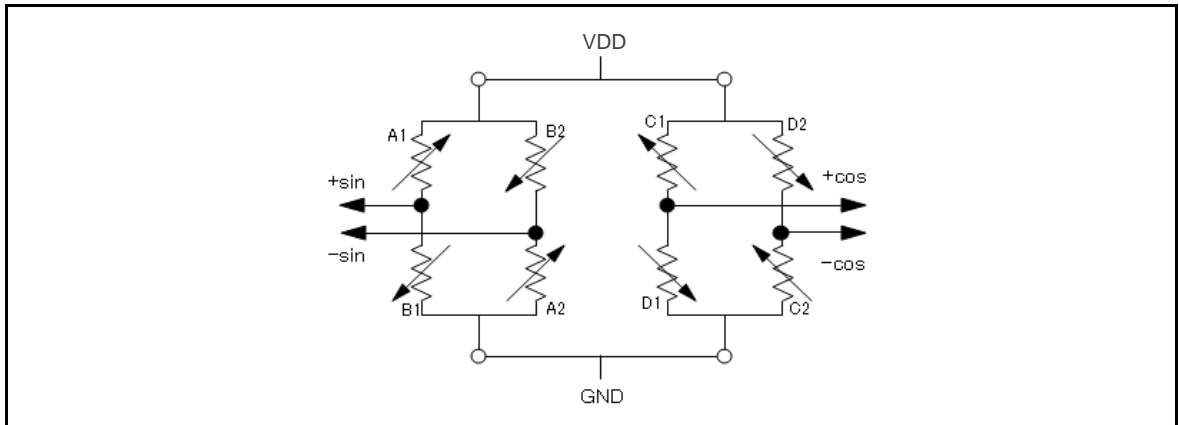 VDD
A1
B2
C1
D2
+sin
+cos
−sin
−cos
B1
A2
D1
C2
GND